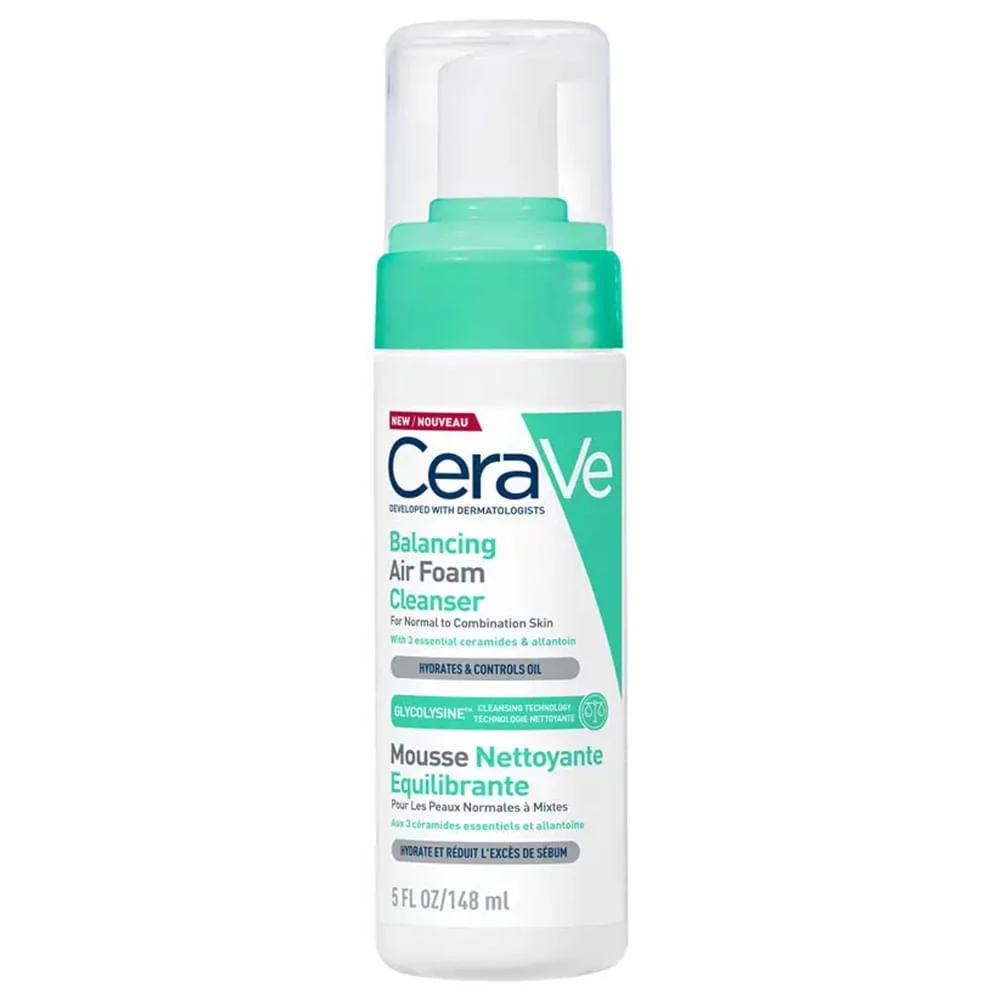 NEW / NOUVEAU
CeraVe
DEVELOPED WITH DERMATOLOGISTS
Balancing
Air Foam
Cleanser
For Normal to Combination Skin
With 3 essential ceramides & allantoin
HYDRATES & CONTROLS OIL
GLYCOLYSINE™ CLEANSING TECHNOLOGY
TECHNOLOGIE NETTOYANTE
Mousse Nettoyante
Equilibrante
Pour Les Peaux Normales à Mixtes
Aux 3 céramides essentiels et allantoïne
HYDRATE ET RÉDUIT L'EXCÈS DE SÉBUM
5 FL OZ/148 ml